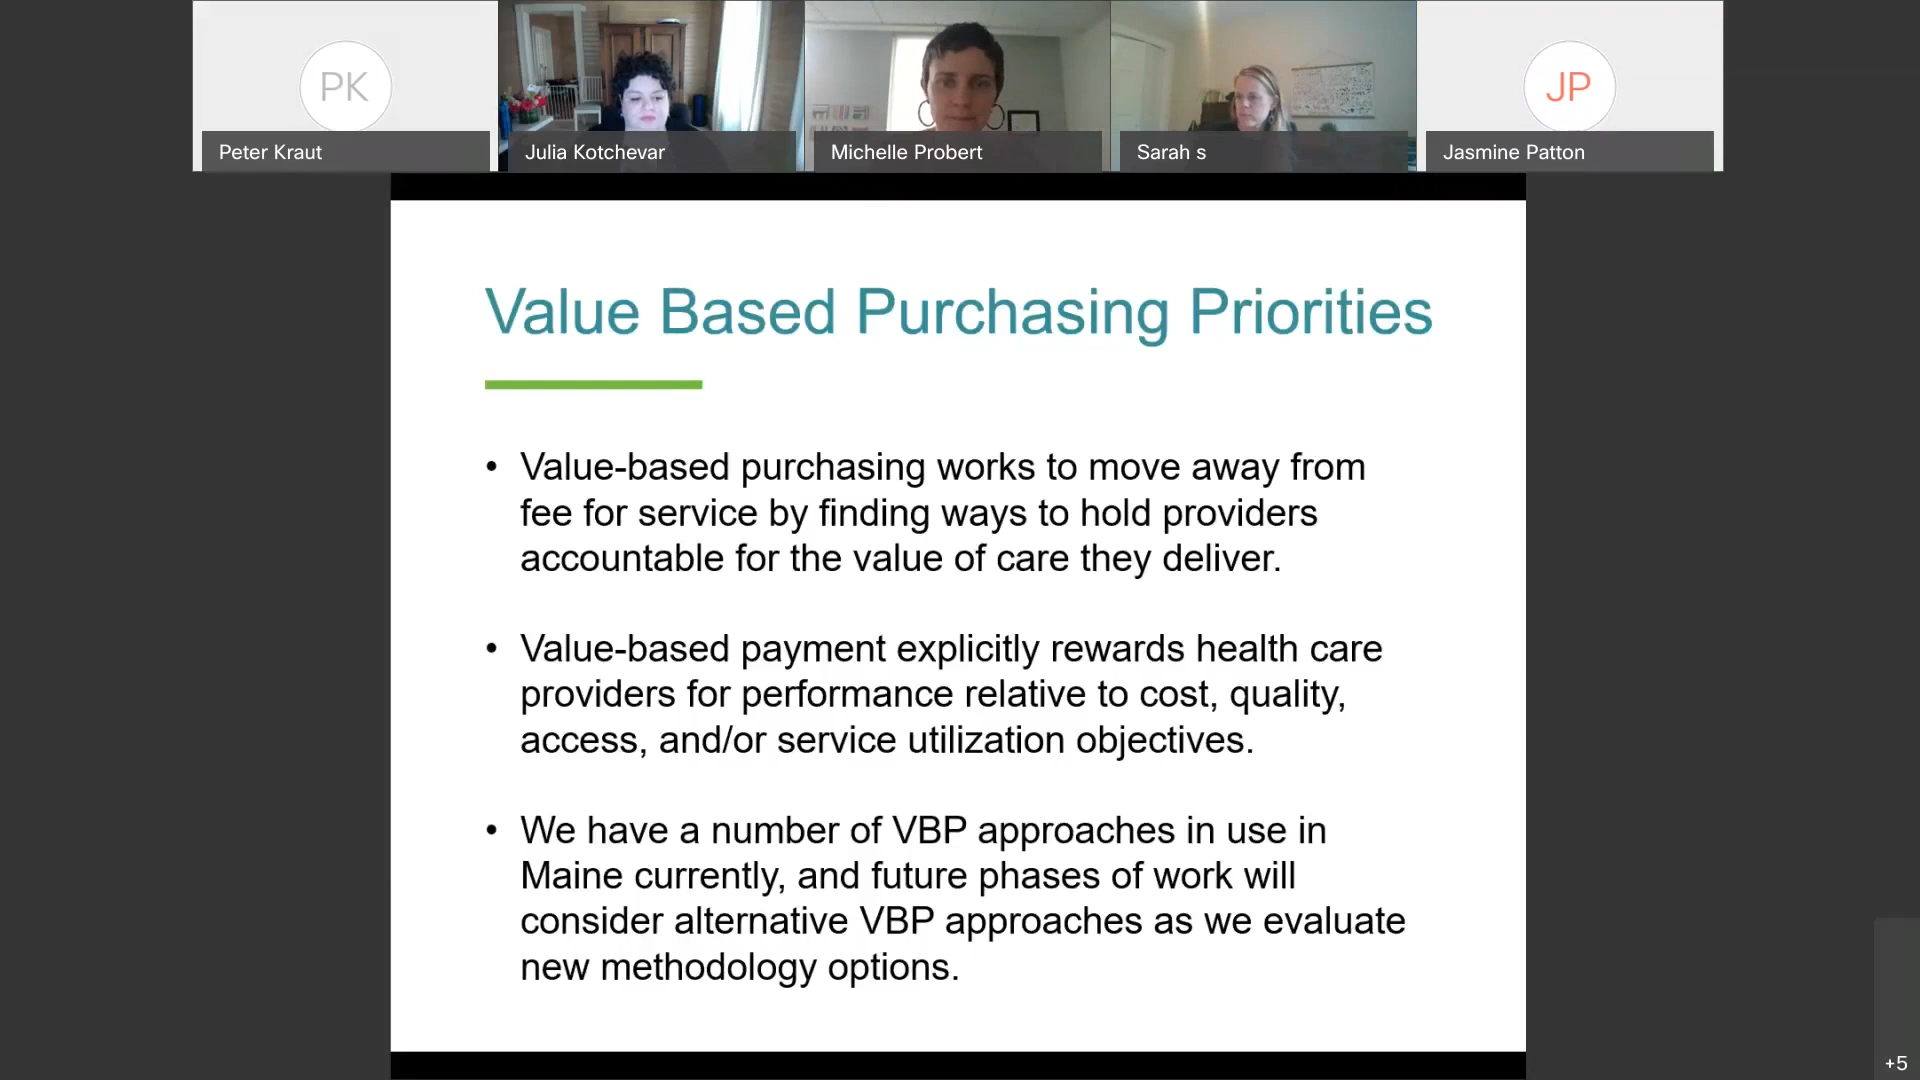 PK
JP
Peter Kraut
Julia Kotchevar
Michelle Probert
Sarah s
Jasmine Patton
Value Based Purchasing Priorities
• Value-based purchasing works to move away from
fee for service by finding ways to hold providers
accountable for the value of care they deliver.
• Value-based payment explicitly rewards health care
providers for performance relative to cost, quality,
access, and/or service utilization objectives.
• We have a number of VBP approaches in use in
Maine currently, and future phases of work will
consider alternative VBP approaches as we evaluate
new methodology options.
+5